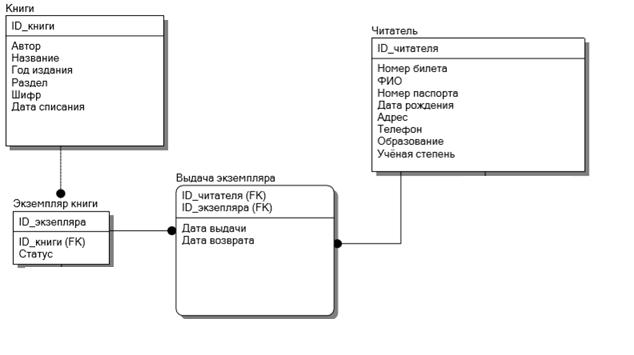 Книги
ID_книги
Автор
Название
Год издания
Раздел
Шифр
Дата списания
Читатель
ID_читателя
Номер билета
ФИО
Номер паспорта
Дата рождения
Адрес
Телефон
Образование
Учёная степень
Экземпляр книги
ID_экзепляра
ID_книги (FK)
Статус
Выдача экземпляра
ID_читателя (FK)
ID_экзепляра (FK)
Дата выдачи
Дата возврата